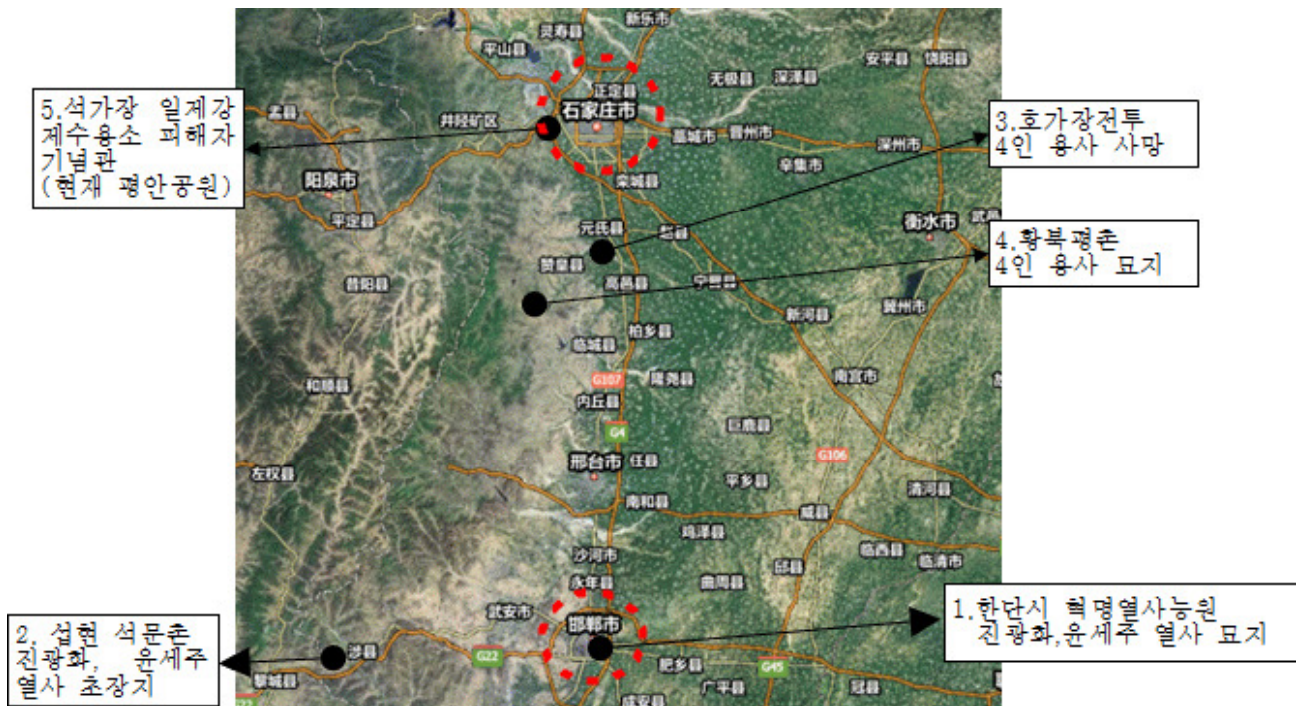 灵寿县
新乐市
平山县
安平县
饶阳县
无极县
深泽县
正定县
石家庄市
5.석가장 일제강
제수용소 피해자
기념관
(현재 평안공원)
盂县
井陉矿区
藁城市
晋州市
深州市
辛集市
3.호가장전투
4인 용사 사망
阳泉市
平定县
栾城县
元氏县
赵县
衡水市
武邑
赞皇县
高邑县
宁晋县
冀州市
4.황북평촌
4인 용사 묘지
昔阳县
新河县
柏乡县
临城县
和顺县
G107
隆尧县
南宫市
内丘县
G4
巨鹿县
G106
邢台市
任县
左权县
平乡县
清河县
南和县
威县
鸡泽县
沙河市
临西县
临清市
永年县
曲周县
邱县
武安市
邯郸市
1.한단시 혁명열사능원
진광화,윤세주 열사 묘지
2. 섭현 석문촌
진광화, 윤세주
열사 초장지
涉县
G22
肥乡县
G45
黎城县
广平县
冠县
成安县